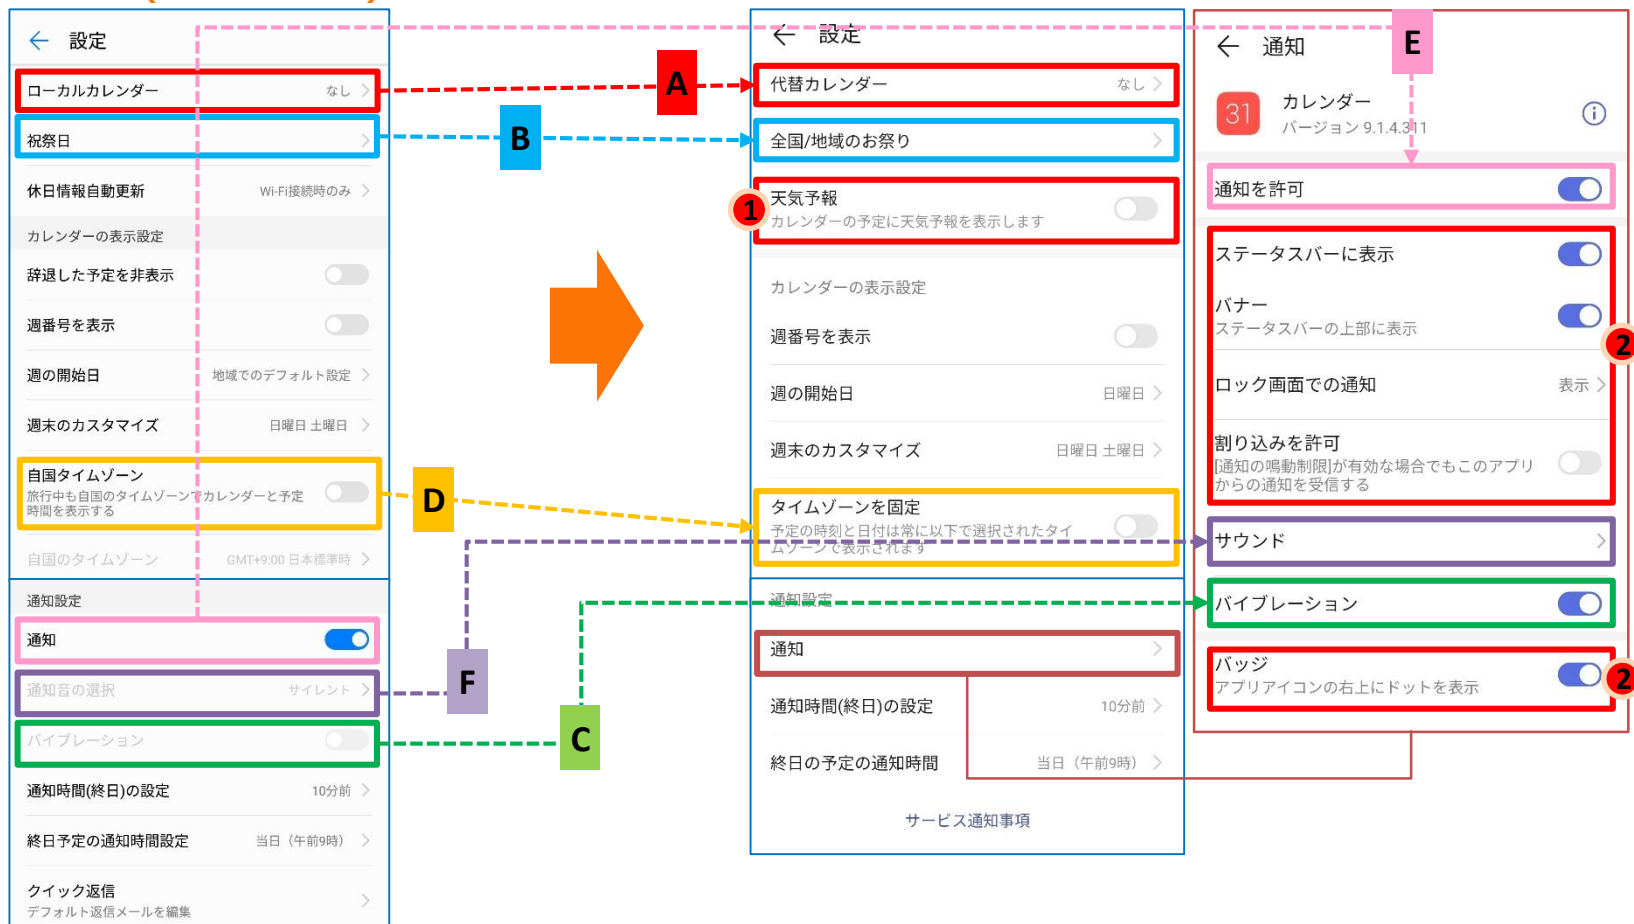 設定
ローカルカレンダー なし
祝祭日
休日情報自動更新 Wi-Fi接続時のみ
カレンダーの表示設定
辞退した予定を非表示
週番号を表示
週の開始日 地域でのデフォルト設定
週末のカスタマイズ 日曜日 土曜日
自国タイムゾーン
旅行中も自国のタイムゾーンでカレンダーと予定
時間を表示する
自国のタイムゾーン GMT+9:00 日本標準時
通知設定
通知
通知音の選択 サイレント
バイブレーション
通知時間(終日)の設定 10分前
終日予定の通知時間設定 当日（午前9時）
クイック返信
デフォルト返信メールを編集
A
B
D
F
C
設定
代替カレンダー なし
全国/地域のお祭り
1
天気予報
カレンダーの予定に天気予報を表示します
カレンダーの表示設定
週番号を表示
週の開始日 日曜日
週末のカスタマイズ 日曜日 土曜日
タイムゾーンを固定
予定の時刻と日付は常に以下で選択されたタイ
ムゾーンで表示されます
通知設定
通知
通知時間(終日)の設定 10分前
終日の予定の通知時間 当日（午前9時）
サービス通知事項
E
通知
31
カレンダー
バージョン 9.1.4.311
通知を許可
ステータスバーに表示
バナー
ステータスバーの上部に表示
2
ロック画面での通知 表示
割り込みを許可
[通知の鳴動制限]が有効な場合でもこのアプリ
からの通知を受信する
サウンド
バイブレーション
バッジ
アプリアイコンの右上にドットを表示
2